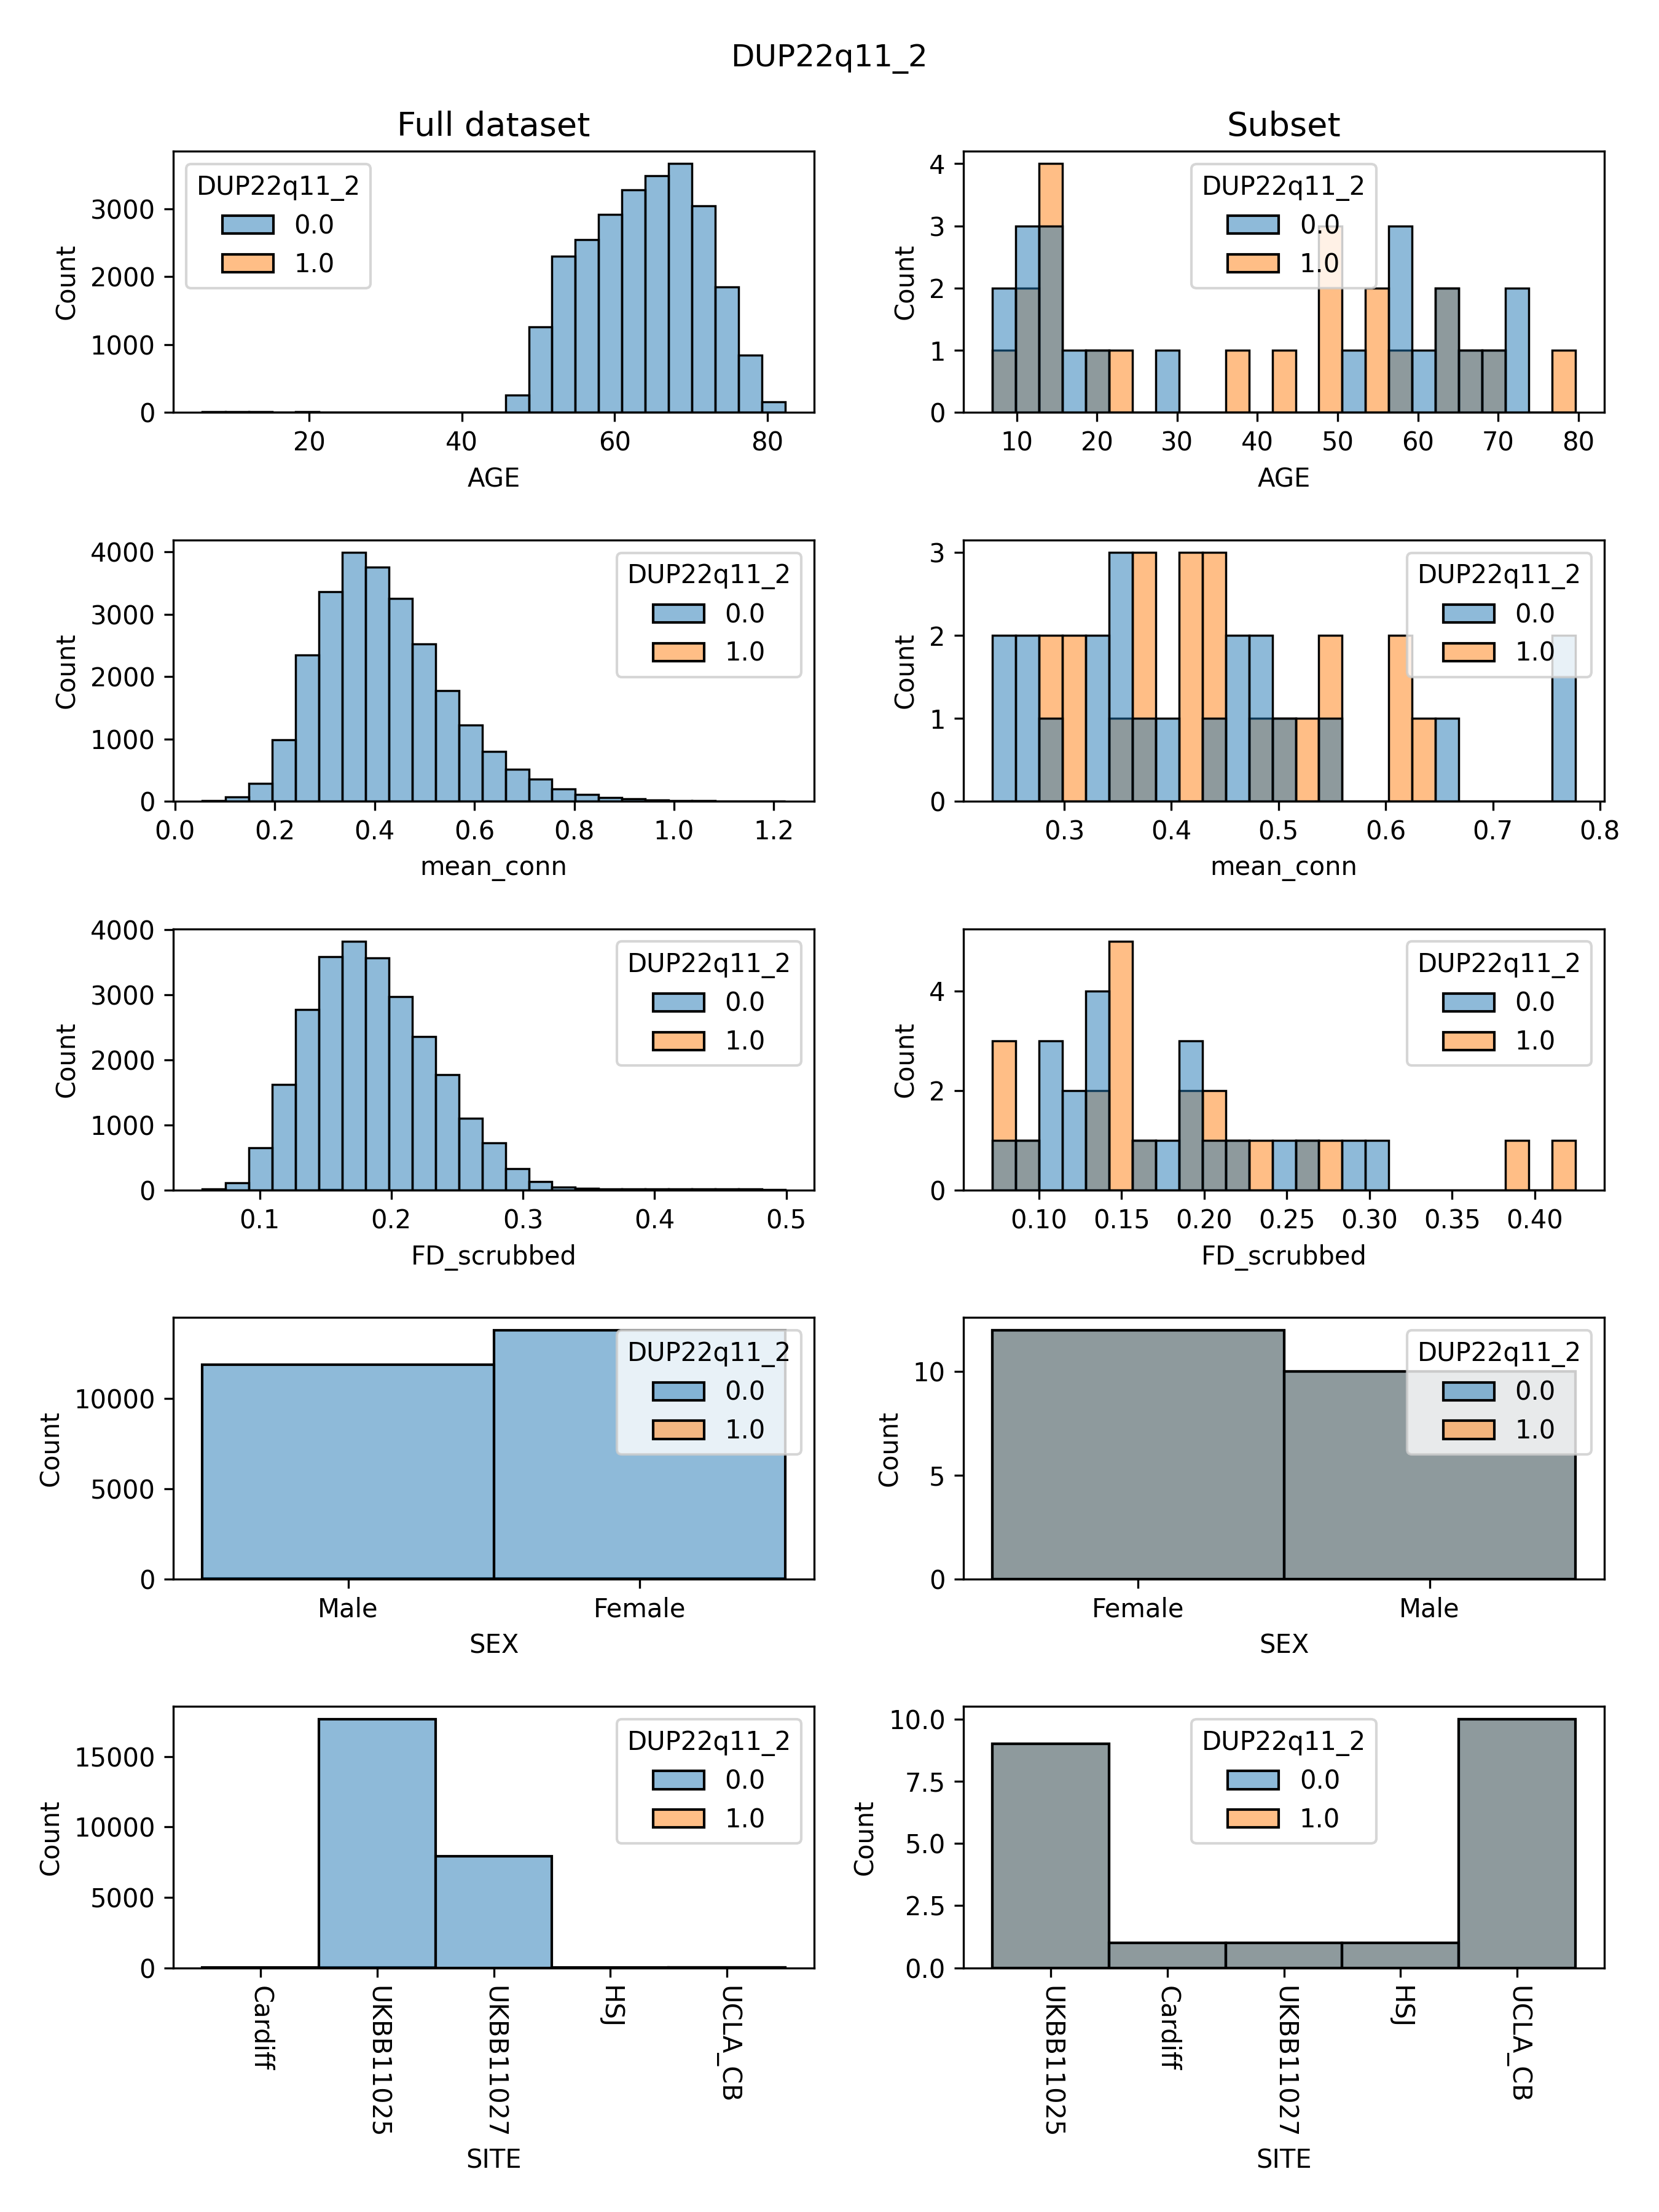 DUP22q11_2
Full dataset
Subset
DUP22q11_2
0.0
1.0
Count
3000
2000
1000
0
20 40 60 80
AGE
DUP22q11_2
0.0
1.0
Count
4
3
2
1
0
10 20 30 40 50 60 70 80
AGE
DUP22q11_2
0.0
1.0
Count
4000
3000
2000
1000
0
0.0 0.2 0.4 0.6 0.8 1.0 1.2
mean_conn
DUP22q11_2
0.0
1.0
Count
3
2
1
0
0.3 0.4 0.5 0.6 0.7 0.8
mean_conn
DUP22q11_2
0.0
1.0
Count
4000
3000
2000
1000
0
0.1 0.2 0.3 0.4 0.5
FD_scrubbed
DUP22q11_2
0.0
1.0
Count
4
2
0
0.10 0.15 0.20 0.25 0.30 0.35 0.40
FD_scrubbed
DUP22q11_2
0.0
1.0
Count
10000
5000
0
Male Female
SEX
DUP22q11_2
0.0
1.0
Count
10
5
0
Female Male
SEX
DUP22q11_2
0.0
1.0
Count
15000
10000
5000
0
Cardiff
UKBB11025
UKBB11027
HSJ
UCLA_CB
SITE
DUP22q11_2
0.0
1.0
Count
10.0
7.5
5.0
2.5
0.0
UKBB11025
Cardiff
UKBB11027
HSJ
UCLA_CB
SITE